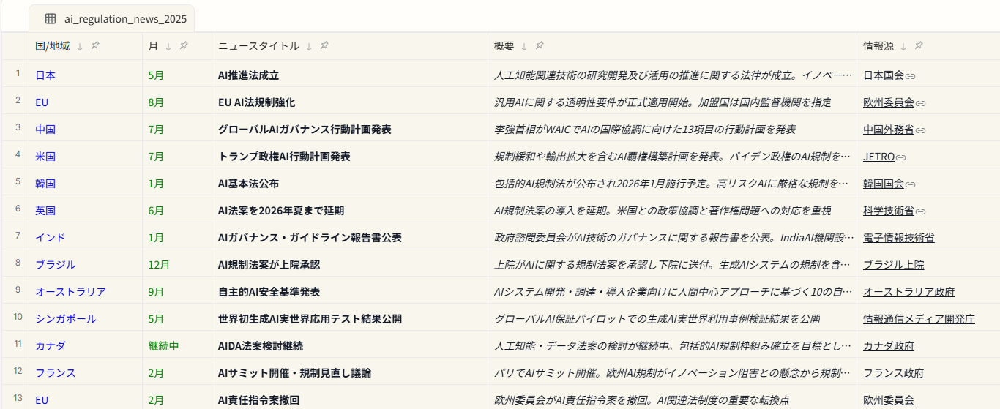 ai_regulation_news_2025
国/地域 月 ニュースタイトル 概要 情報源
1 日本 5月 AI推進法成立 人工知能関連技術の研究開発及び活用の推進に関する法律が成立。イノベー… 日本国会
2 EU 8月 EU AI法規制強化 汎用AIに関する透明性要件が正式適用開始。加盟国は国内監督機関を指定 欧州委員会
3 中国 7月 グローバルAIガバナンス行動計画発表 李強首相がWAICでAIの国際協調に向けた13項目の行動計画を発表 中国外務省
4 米国 7月 トランプ政権AI行動計画発表 規制緩和や輸出拡大を含むAI覇権構築計画を発表。バイデン政権のAI規制を… JETRO
5 韓国 1月 AI基本法公布 包括的AI規制法が公布され2026年1月施行予定。高リスクAIに厳格な規制を… 韓国国会
6 英国 6月 AI法案を2026年夏まで延期 AI規制法案の導入を延期。米国との政策協調と著作権問題への対応を重視 科学技術省
7 インド 1月 AIガバナンス・ガイドライン報告書公表 政府諮問委員会がAI技術のガバナンスに関する報告書を公表。IndiaAI機関設… 電子情報技術省
8 ブラジル 12月 AI規制法案が上院承認 上院がAIに関する規制法案を承認し下院に送付。生成AIシステムの規制を含… ブラジル上院
9 オーストラリア 9月 自主的AI安全基準発表 AIシステム開発・調達・導入企業向けに人間中心アプローチに基づく10の自… オーストラリア政府
10 シンガポール 5月 世界初生成AI実世界応用テスト結果公開 グローバルAI保証パイロットでの生成AI実世界利用事例検証結果を公開 情報通信メディア開発庁
11 カナダ 継続中 AIDA法案検討継続 人工知能・データ法案の検討が継続中。包括的AI規制枠組み確立を目標とし… カナダ政府
12 フランス 2月 AIサミット開催・規制見直し議論 パリでAIサミット開催。欧州AI規制がイノベーション阻害との懸念から規制… フランス政府
13 EU 2月 AI責任指令案撤回 欧州委員会がAI責任指令案を撤回。AI関連法制度の重要な転換点 欧州委員会